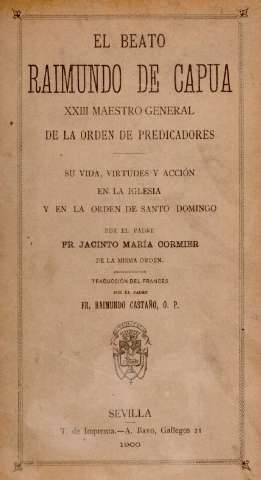 EL BEATO
RAIMUNDO DE CAPUA
XXIII MAESTRO GENERAL
DE LA ORDEN DE PREDICADORES
SU VIDA, VIRTUDES Y ACCIÓN
EN LA IGLESIA
Y EN LA ORDEN DE SANTO DOMINGO
POR EL PADRE
FR. JACINTO MARÍA CORMIER
DE LA MISMA ORDEN.
TRADUCCIÓN DEL FRANCÉS
POR EL PADRE
FR. RAIMUNDO CASTAÑO, O. P.
SEVILLA
T. de Imprenta.—A. Bavo, Gallegos 21